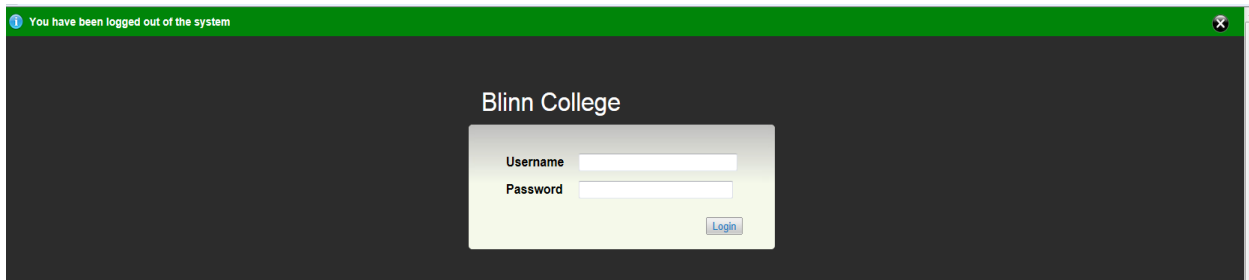 You have been logged out of the system
Blinn College
Username
Password
Login